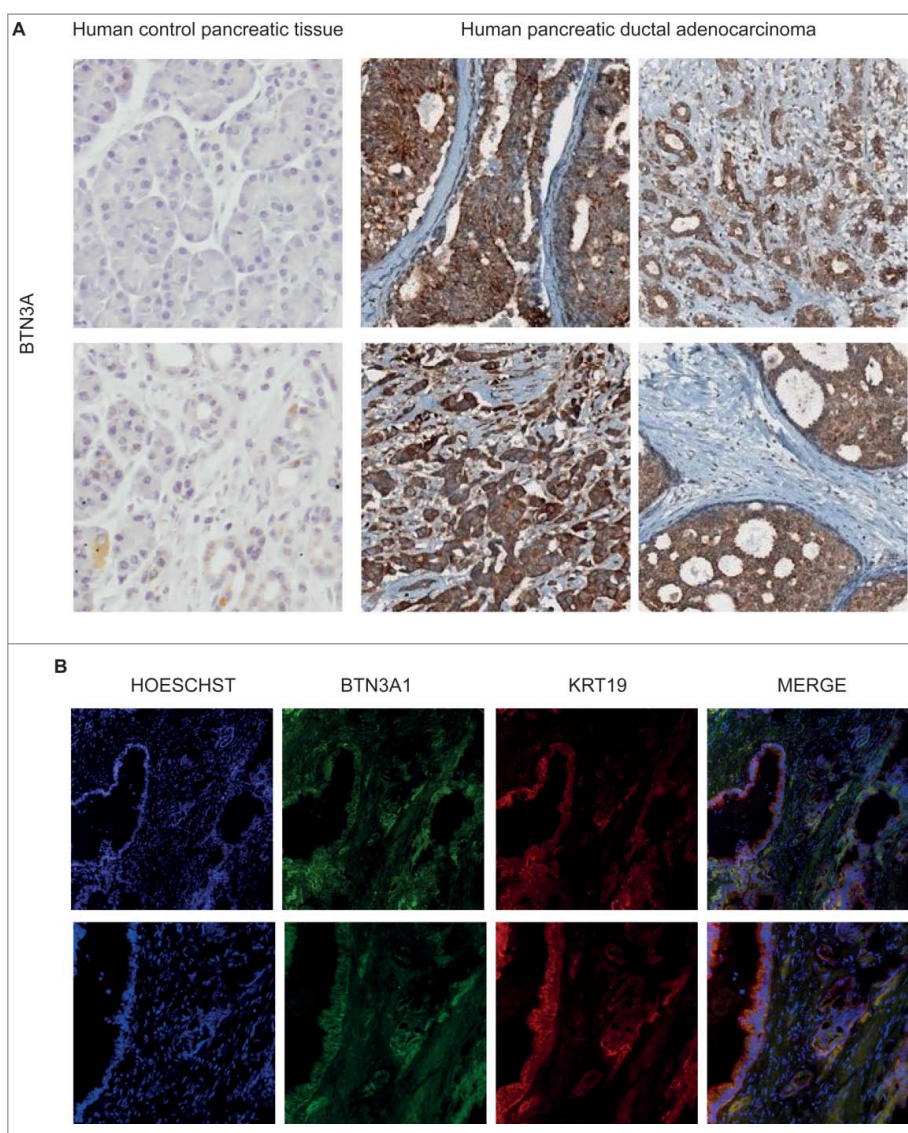 A
Human control pancreatic tissue
Human pancreatic ductal adenocarcinoma
BTN3A
B
HOESCHST
BTN3A1
KRT19
MERGE